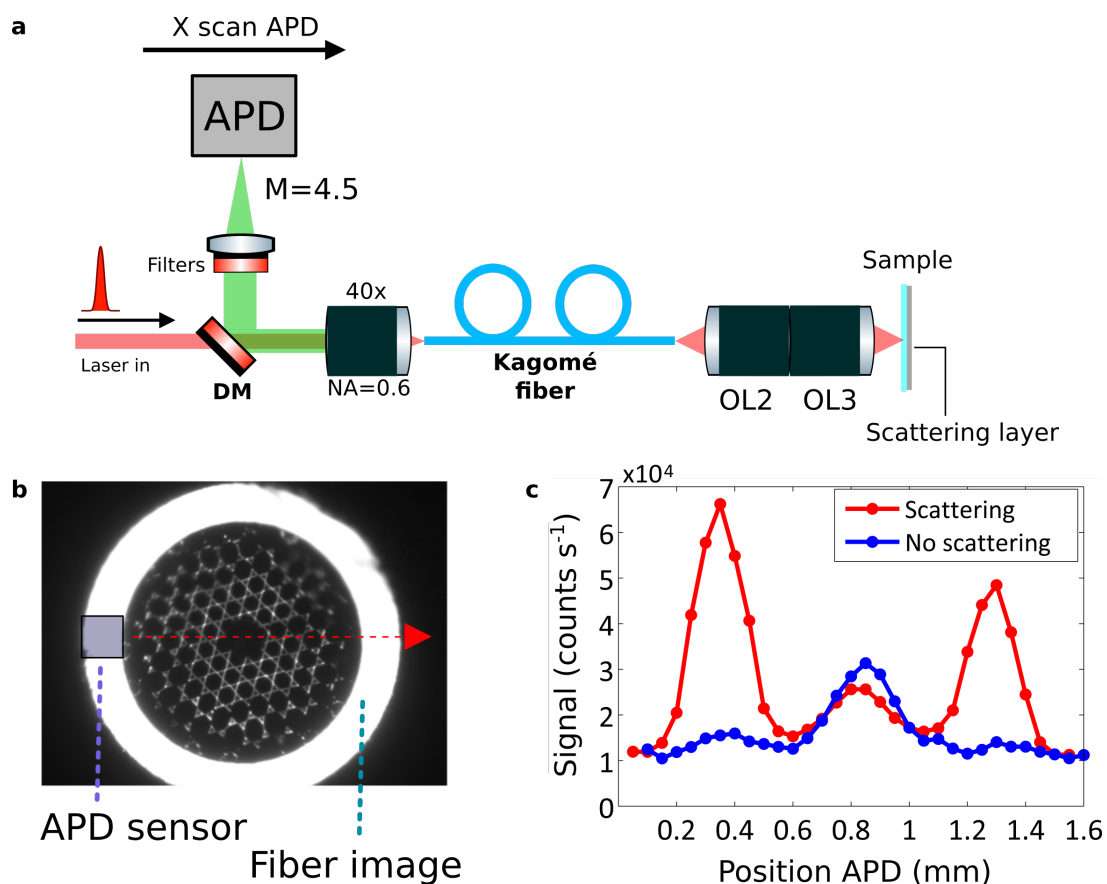 a
X scan APD
APD
M=4.5
Filters
40x
Sample
Laser in
DM
NA=0.6
Kagomé
fiber
OL2
OL3
Scattering layer
b
APD sensor
Fiber image
c
x10⁴
7
6
5
4
3
2
1
0
Signal (counts s⁻¹)
Scattering
No scattering
0.2 0.4 0.6 0.8 1 1.2 1.4 1.6
Position APD (mm)